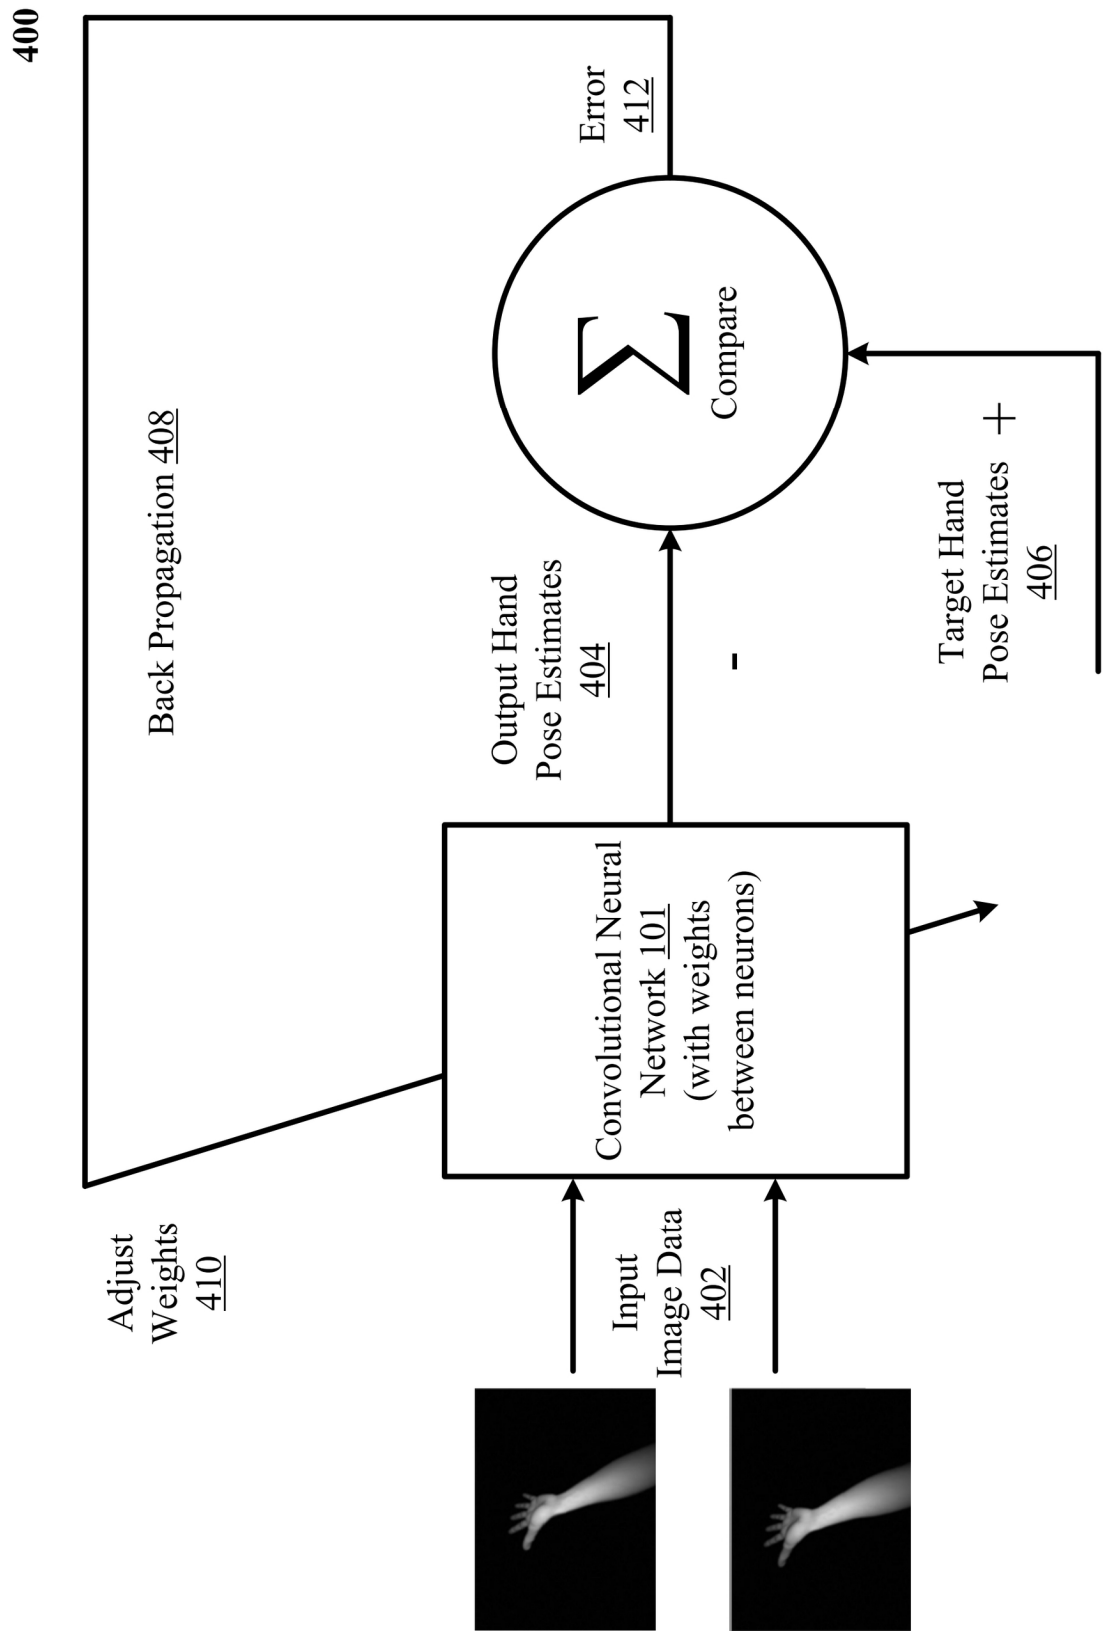 400
Adjust
Weights
410
Back Propagation 408
Error
412
Input
Image Data
402
Convolutional Neural
Network 101
(with weights
between neurons)
Output Hand
Pose Estimates
404
-
Σ
Compare
Target Hand
Pose Estimates +
406